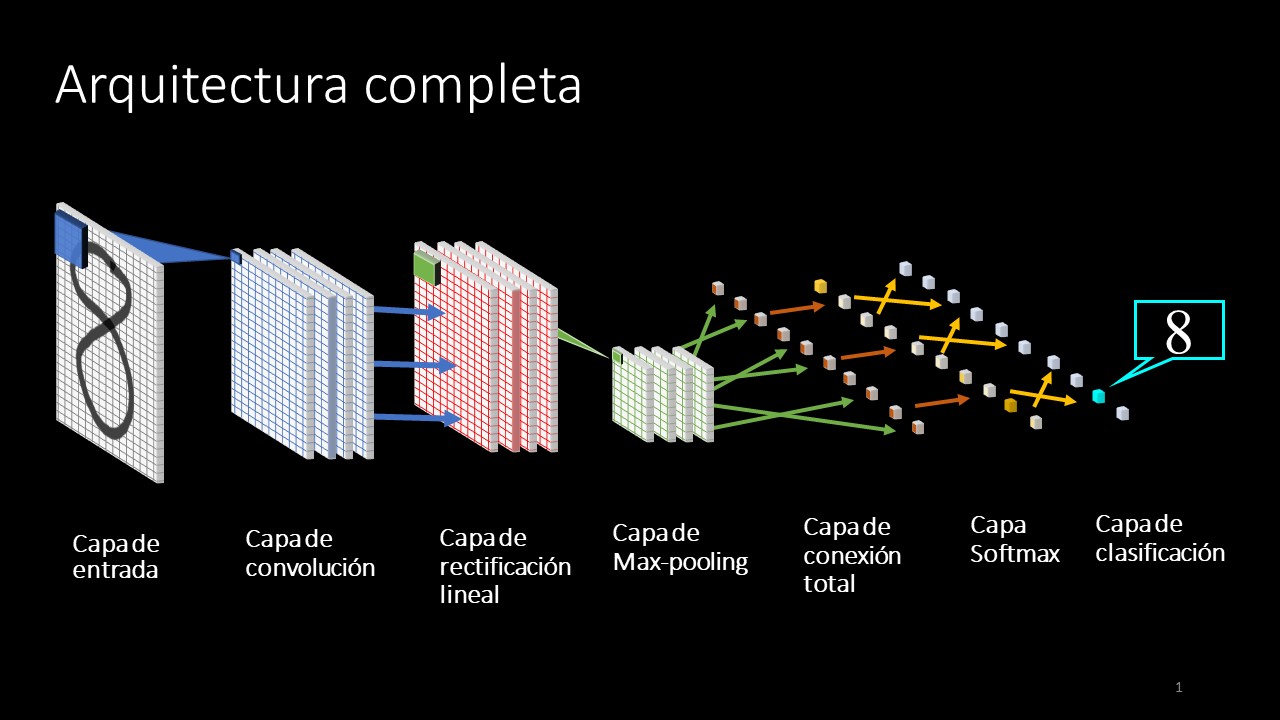 Arquitectura completa
8
Capa de
entrada
Capa de
convolución
Capa de
rectificación
lineal
Capa de
Max-pooling
Capa de
conexión
total
Capa
Softmax
Capa de
clasificación
1